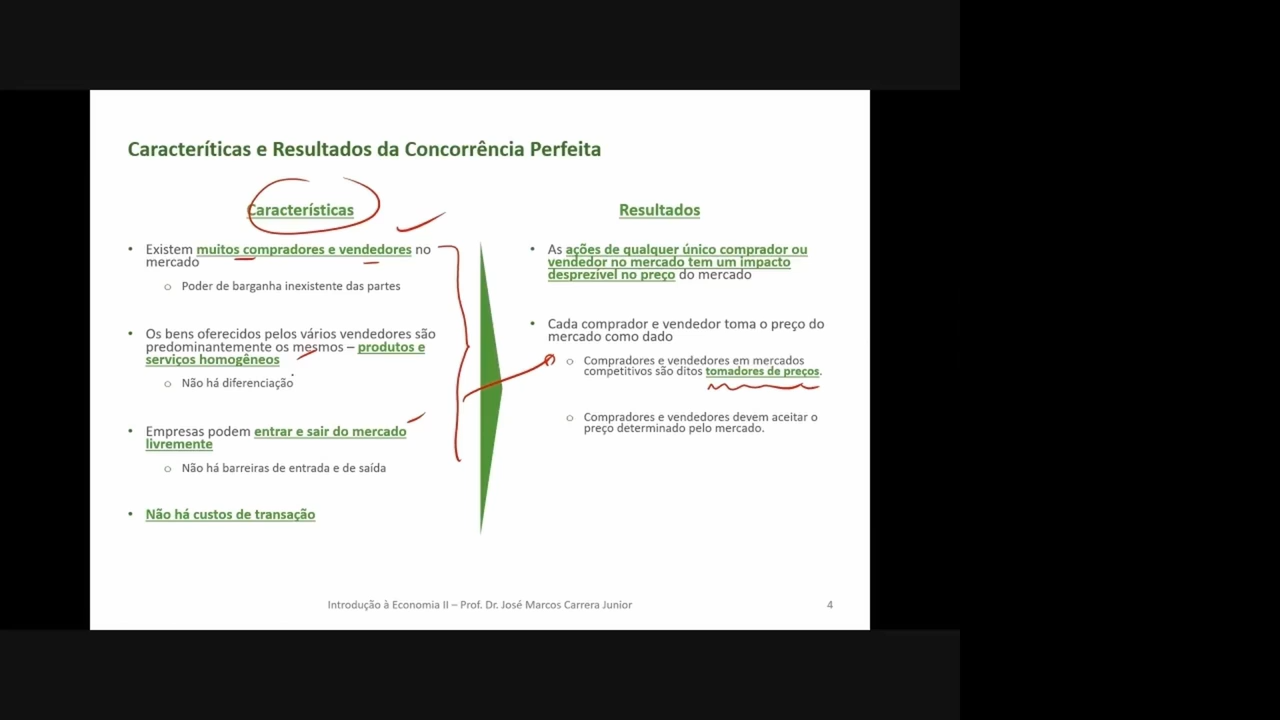 Caracteríticas e Resultados da Concorrência Perfeita
Características
• Existem muitos compradores e vendedores no
mercado
o Poder de barganha inexistente das partes
• Os bens oferecidos pelos vários vendedores são
predominantemente os mesmos – produtos e
serviços homogêneos
o Não há diferenciação
• Empresas podem entrar e sair do mercado
livremente
o Não há barreiras de entrada e de saída
• Não há custos de transação
Resultados
• As ações de qualquer único comprador ou
vendedor no mercado tem um impacto
desprezível no preço do mercado
• Cada comprador e vendedor toma o preço do
mercado como dado
o Compradores e vendedores em mercados
competitivos são ditos tomadores de preços.
o Compradores e vendedores devem aceitar o
preço determinado pelo mercado.
Introdução à Economia II – Prof. Dr. José Marcos Carrera Junior
4